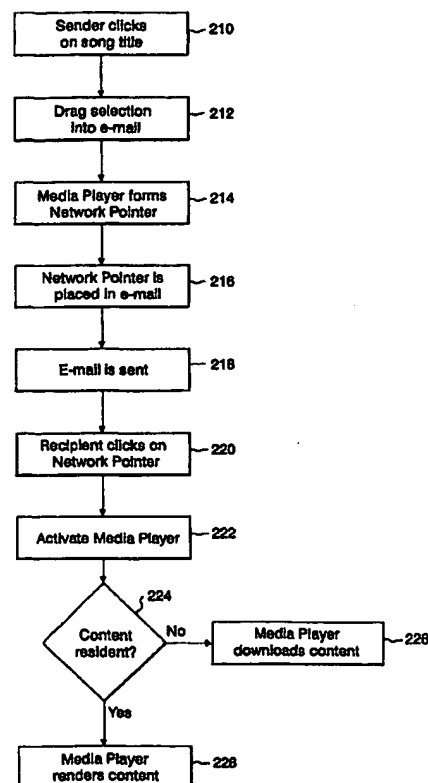 Sender clicks
on song title
210
Drag selection
into e-mail
212
Media Player forms
Network Pointer
214
Network Pointer is
placed in e-mail
216
E-mail is sent
218
Recipient clicks on
Network Pointer
220
Activate Media Player
222
224
Content
resident?
No
Media Player
downloads content
226
Yes
Media Player
renders content
228